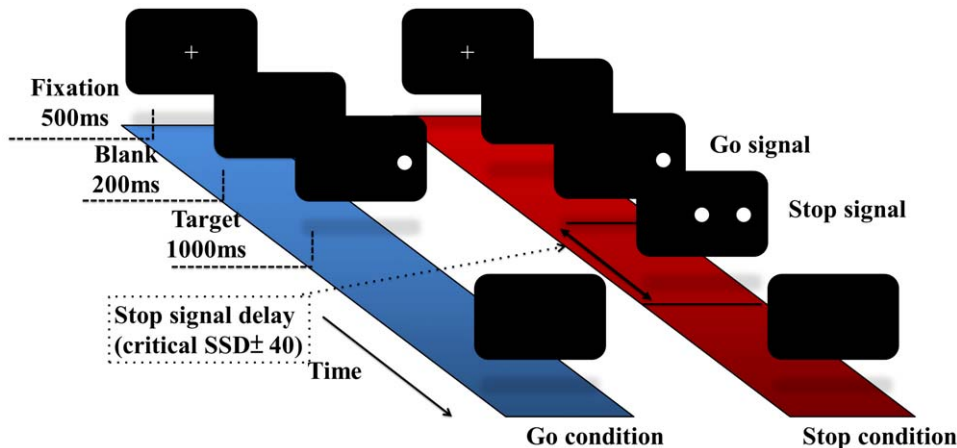 Fixation
500ms
Blank
200ms
Target
1000ms
Stop signal delay
(critical SSD± 40)
Time
Go signal
Stop signal
Go condition
Stop condition